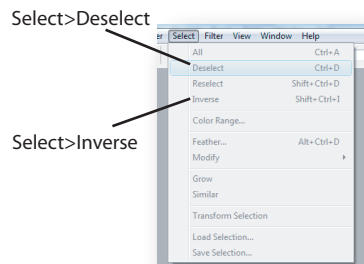 Select>Deselect
er Select Filter View Window Help
All Ctrl+A
Deselect Ctrl+D
Reselect Shift+Ctrl+D
Inverse Shift+Ctrl+I
Color Range...
Select>Inverse
Feather... Alt+Ctrl+D
Modify
Grow
Similar
Transform Selection
Load Selection...
Save Selection...